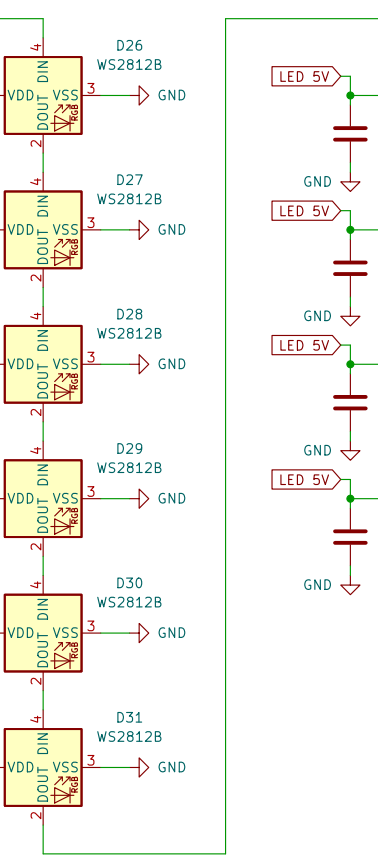 D26
WS2812B
4
DIN
VDD
VSS
3
GND
DOUT
RGB
2
D27
WS2812B
4
DIN
VDD
VSS
3
GND
DOUT
RGB
2
D28
WS2812B
4
DIN
VDD
VSS
3
GND
DOUT
RGB
2
D29
WS2812B
4
DIN
VDD
VSS
3
GND
DOUT
RGB
2
D30
WS2812B
4
DIN
VDD
VSS
3
GND
DOUT
RGB
2
D31
WS2812B
4
DIN
VDD
VSS
3
GND
DOUT
RGB
2
LED 5V
GND
LED 5V
GND
LED 5V
GND
LED 5V
GND